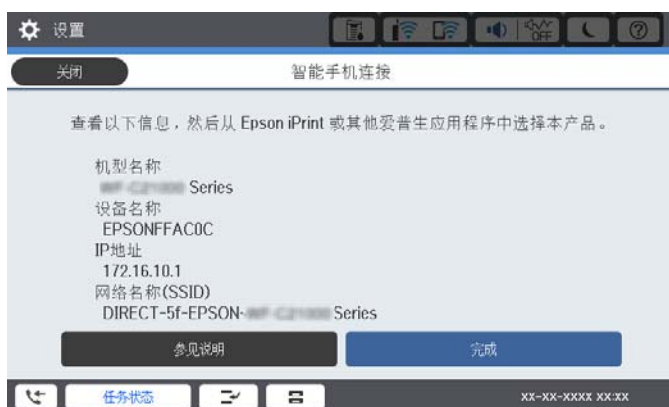 设置
OFF
关闭
智能手机连接
查看以下信息，然后从 Epson iPrint 或其他爱普生应用程序中选择本产品。
机型名称
Series
设备名称
EPSONFFAC0C
IP地址
172.16.10.1
网络名称(SSID)
DIRECT-5f-EPSON- Series
参见说明
完成
任务状态
XX-XX-XXXX XX:XX